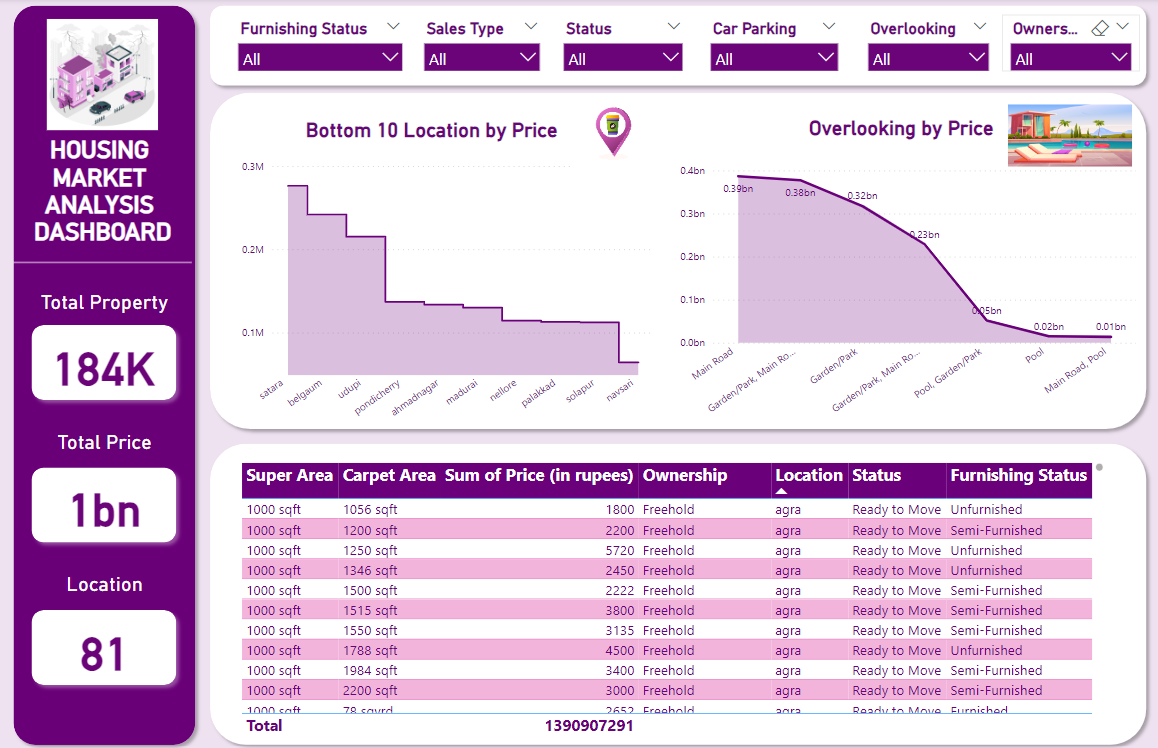 HOUSING
MARKET
ANALYSIS
DASHBOARD
Total Property
184K
Total Price
1bn
Location
81
Furnishing Status
All
Sales Type
All
Status
All
Car Parking
All
Overlooking
All
Owners...
All
Bottom 10 Location by Price
0.3M
0.2M
0.1M
satara
belgaum
udupi
pondicherry
ahmadnagar
madurai
nellore
palakkad
solapur
navsari
Overlooking by Price
0.4bn
0.3bn
0.2bn
0.1bn
0.0bn
0.39bn
0.38bn
0.32bn
0.23bn
0.05bn
0.02bn
0.01bn
Main Road
Garden/Park, Main Ro...
Garden/Park
Garden/Park, Main Ro...
Pool, Garden/Park
Pool
Main Road, Pool
Super Area Carpet Area Sum of Price (in rupees) Ownership Location Status Furnishing Status
1000 sqft 1056 sqft 1800 Freehold agra Ready to Move Unfurnished
1000 sqft 1200 sqft 2200 Freehold agra Ready to Move Semi-Furnished
1000 sqft 1250 sqft 5720 Freehold agra Ready to Move Unfurnished
1000 sqft 1346 sqft 2450 Freehold agra Ready to Move Unfurnished
1000 sqft 1500 sqft 2222 Freehold agra Ready to Move Semi-Furnished
1000 sqft 1515 sqft 3800 Freehold agra Ready to Move Semi-Furnished
1000 sqft 1550 sqft 3135 Freehold agra Ready to Move Semi-Furnished
1000 sqft 1788 sqft 4500 Freehold agra Ready to Move Unfurnished
1000 sqft 1984 sqft 3400 Freehold agra Ready to Move Semi-Furnished
1000 sqft 2200 sqft 3000 Freehold agra Ready to Move Semi-Furnished
1000 sqft 78 sqyrd 2652 Freehold agra Ready to Move Furnished
Total 1390907291